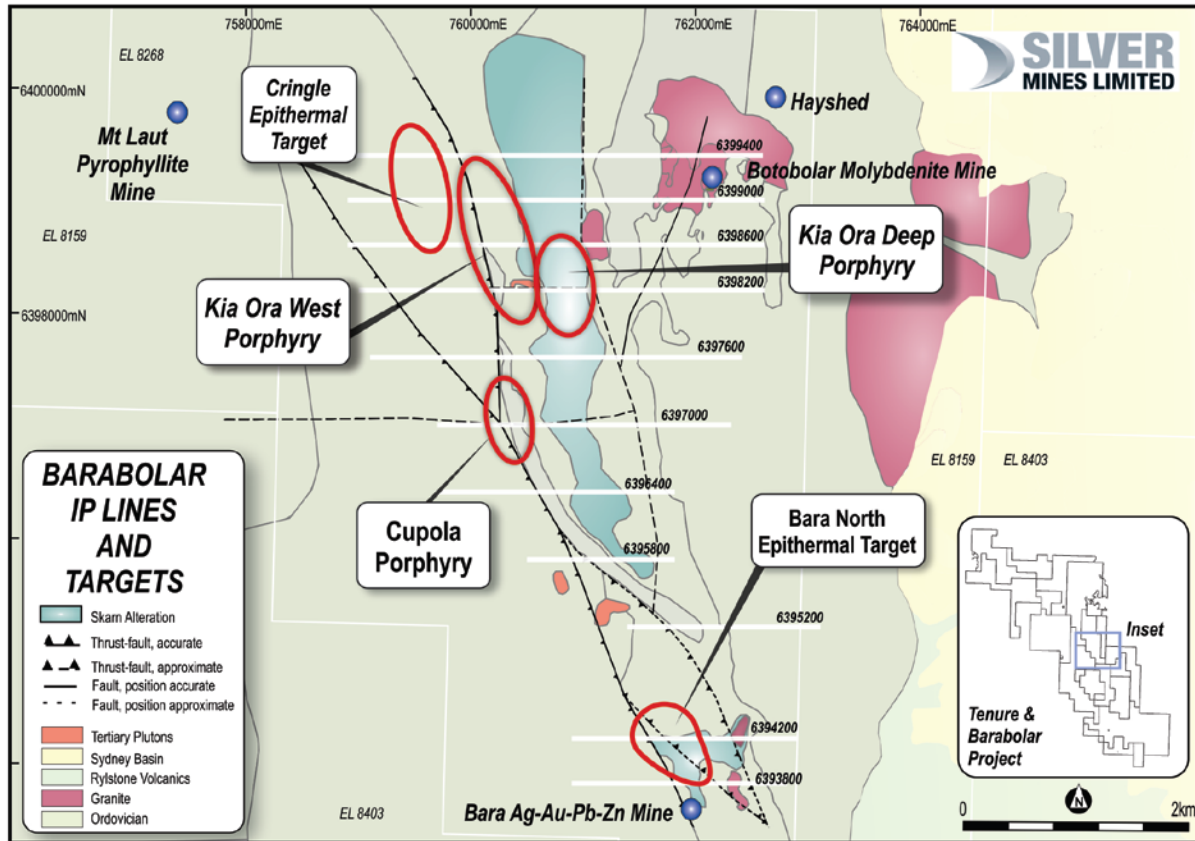 758000mE
760000mE
762000mE
764000mE
EL 8268
SILVER
MINES LIMITED
6400000mN
Cringle
Epithermal
Target
Hayshed
Mt Laut
Pyrophyllite
Mine
6399400
Botobolar Molybdenite Mine
6399000
EL 8159
6398600
Kia Ora Deep
Porphyry
6398200
Kia Ora West
Porphyry
6398000mN
6397600
6397000
BARABOLAR
IP LINES
AND
TARGETS
EL 8159
EL 8403
6396400
Cupola
Porphyry
Bara North
Epithermal Target
6395800
Skarn Alteration
Thrust-fault, accurate
Thrust-fault, approximate
Fault, position accurate
Fault, position approximate
Tertiary Plutons
Sydney Basin
Rylstone Volcanics
Granite
Ordovician
6395200
Inset
Tenure &
Barabolar
Project
6394200
6393800
EL 8403
Bara Ag-Au-Pb-Zn Mine
N
0
2km